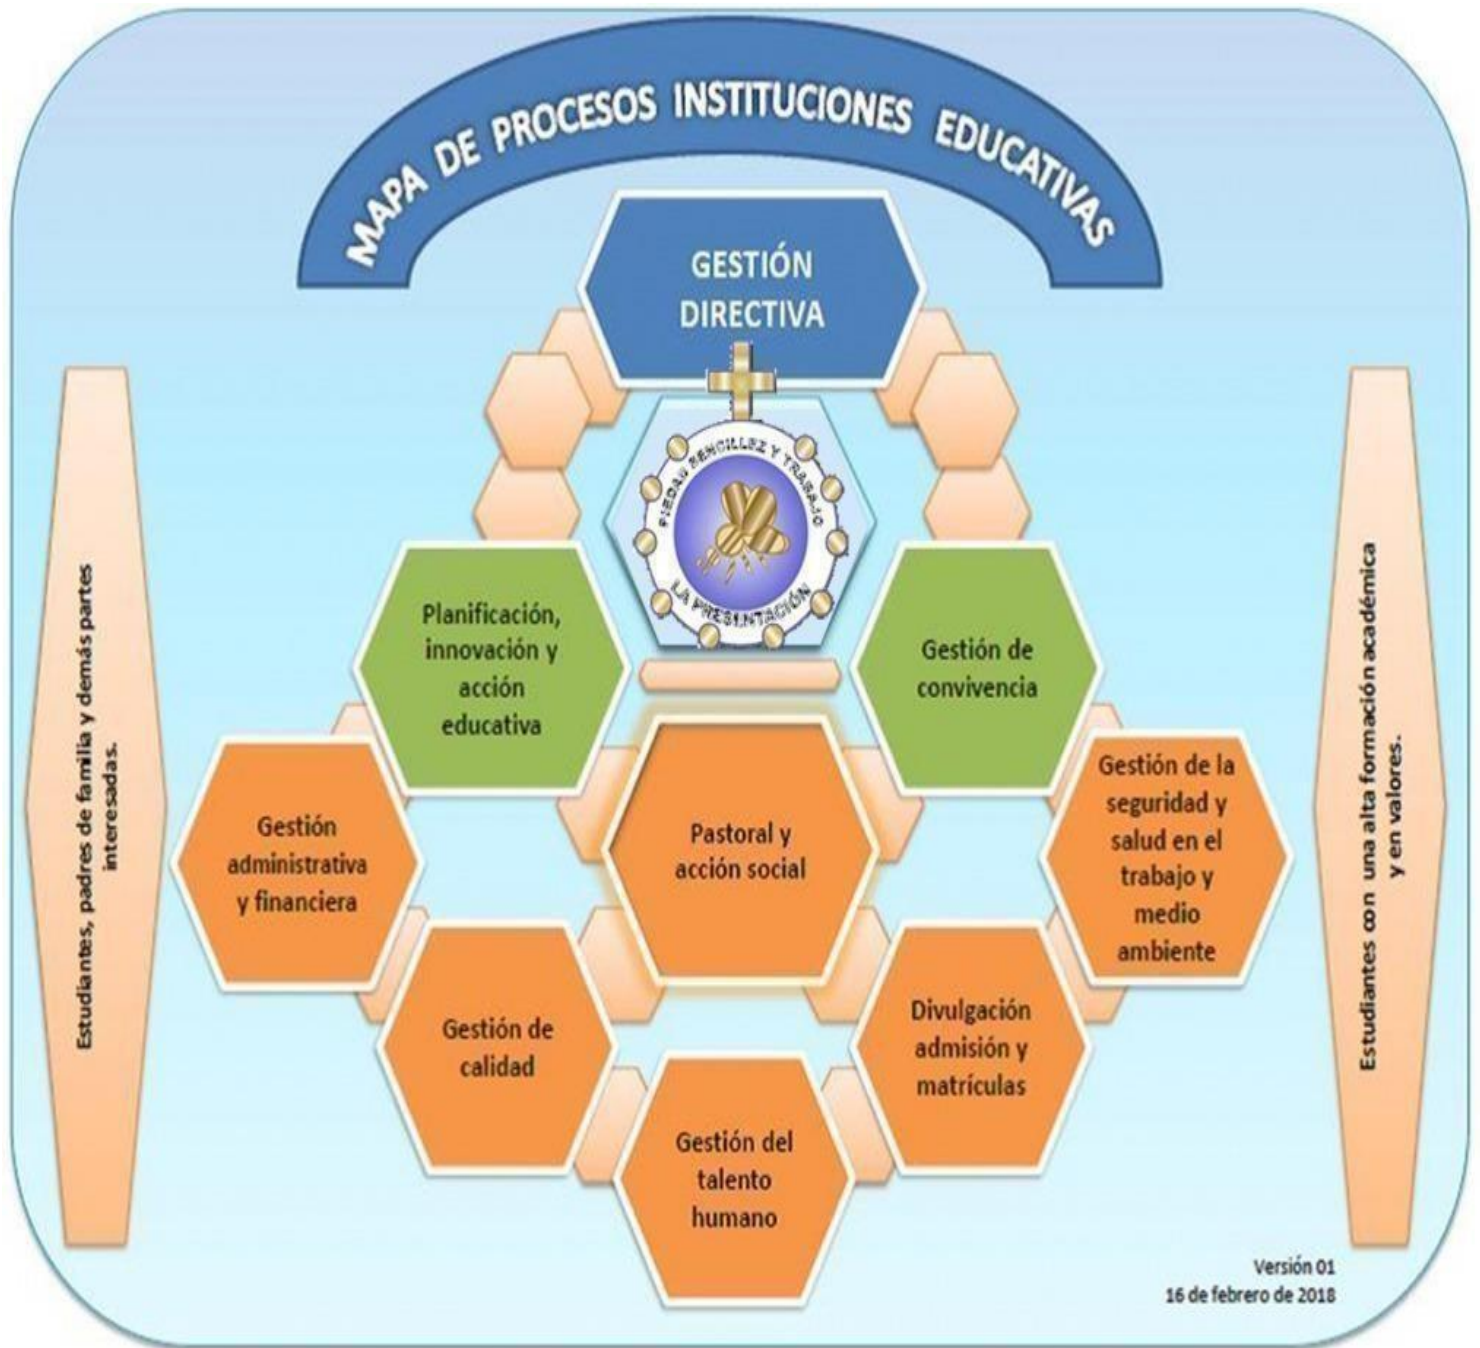 MAPA DE PROCESOS INSTITUCIONES EDUCATIVAS
GESTIÓN
DIRECTIVA
PIEDAD SENCILLEZ Y TRABAJO
LA PRESENTACIÓN
Planificación,
innovación y
acción
educativa
Gestión de
convivencia
Pastoral y
acción social
Gestión
administrativa
y financiera
Gestión de la
seguridad y
salud en el
trabajo y
medio
ambiente
Gestión de
calidad
Divulgación
admisión y
matrículas
Gestión del
talento
humano
Estudiantes, padres de familia y demás partes
interesadas.
Estudiantes con una alta formación académica
y en valores.
Versión 01
16 de febrero de 2018